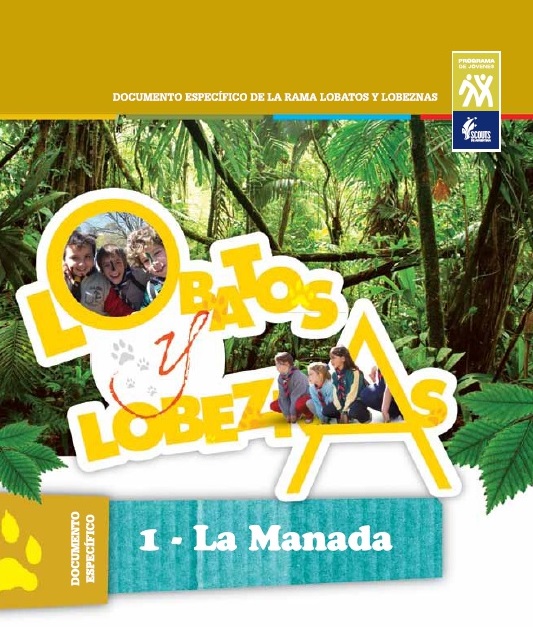 PROGRAMA
DE JÓVENES
DOCUMENTO ESPECÍFICO DE LA RAMA LOBATOS Y LOBEZNAS
SCOUTS
LOBATOS
y
LOBEZNAS
DOCUMENTO
ESPECÍFICO
1 - La Manada